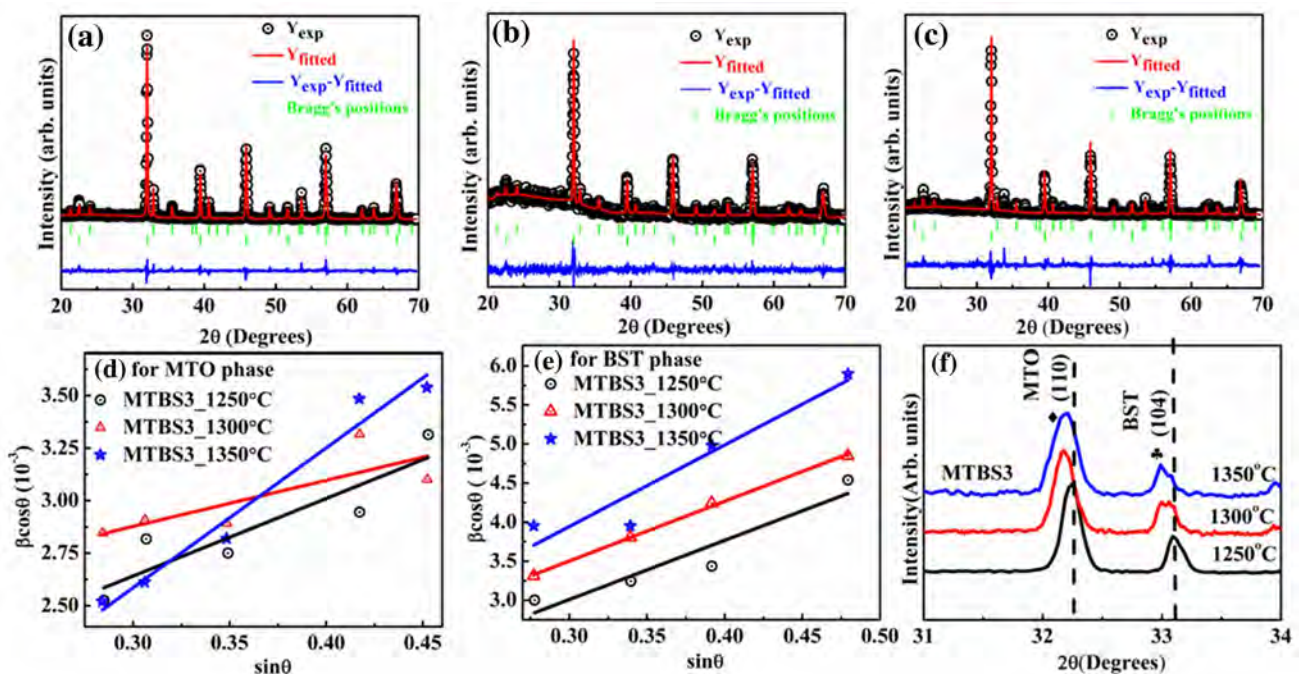 (a)
Y_exp
Y_fitted
Y_exp-Y_fitted
Bragg's positions
Intensity (arb. units)
20 30 40 50 60 70
2θ (Degrees)
(b)
Y_exp
Y_fitted
Y_exp-Y_fitted
Bragg's positions
Intensity (arb. units)
20 30 40 50 60 70
2θ (Degrees)
(c)
Y_exp
Y_fitted
Y_exp-Y_fitted
Bragg's positions
Intensity (arb. units)
20 30 40 50 60 70
2θ (Degrees)
(d) for MTO phase
MTBS3_1250°C
MTBS3_1300°C
MTBS3_1350°C
βcosθ (10⁻³)
3.50
3.25
3.00
2.75
2.50
0.30 0.35 0.40 0.45
sinθ
(e) for BST phase
MTBS3_1250°C
MTBS3_1300°C
MTBS3_1350°C
βcosθ (10⁻³)
6.0
5.5
5.0
4.5
4.0
3.5
3.0
0.30 0.35 0.40 0.45 0.50
sinθ
(f)
MTO
♦ (110)
BST
♣ (104)
MTBS3
1350°C
1300°C
1250°C
Intensity(Arb. units)
31 32 33 34
2θ(Degrees)